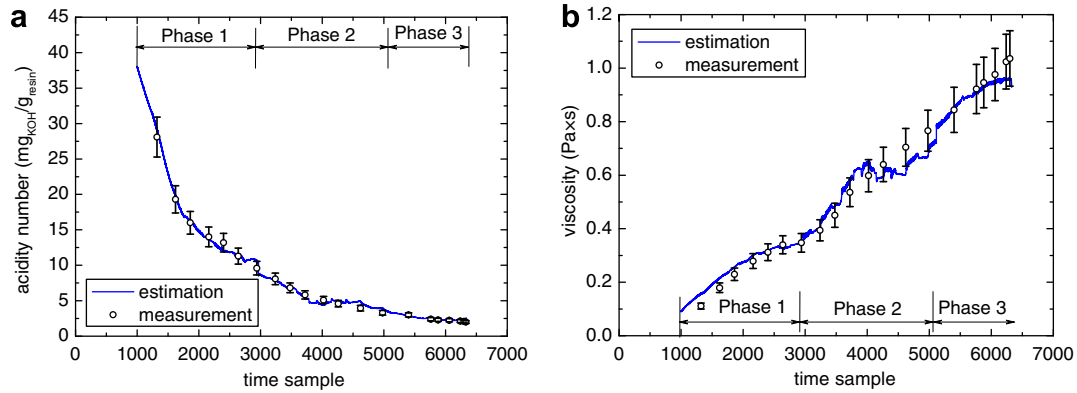 a
45
40
35
30
25
20
15
10
5
0
acidity number (mg_KOH/g_resin)
Phase 1
Phase 2
Phase 3
estimation
measurement
0 1000 2000 3000 4000 5000 6000 7000
time sample
b
1.2
1.0
0.8
0.6
0.4
0.2
0.0
viscosity (Pa×s)
estimation
measurement
Phase 1
Phase 2
Phase 3
0 1000 2000 3000 4000 5000 6000 7000
time sample